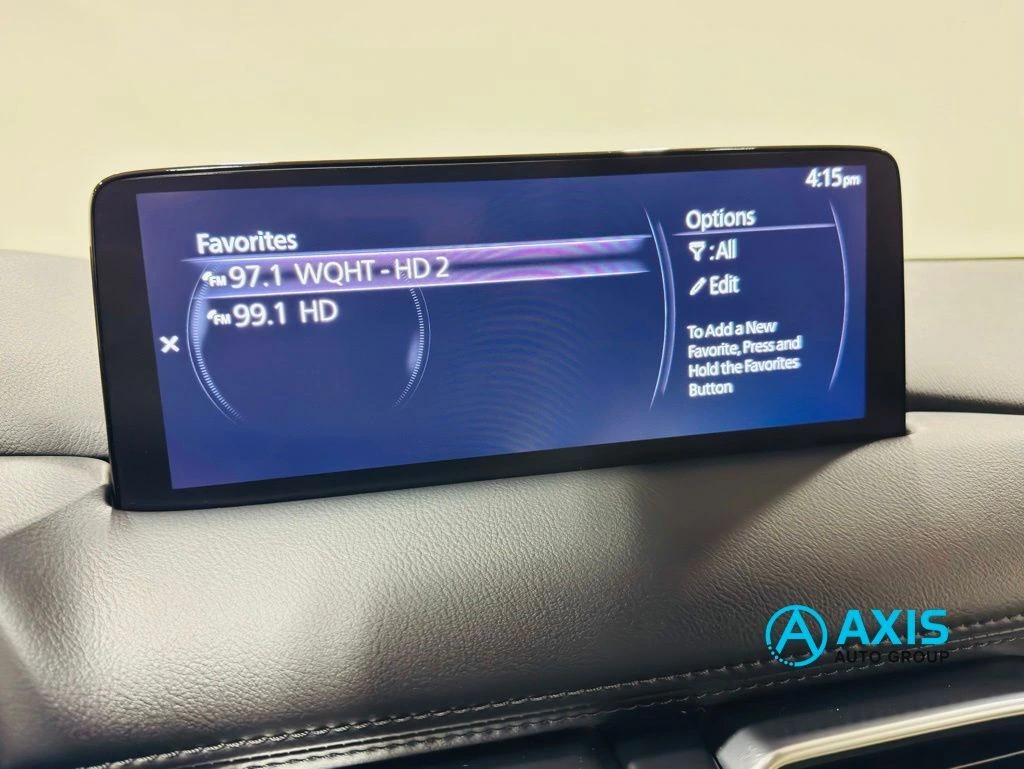 4:15pm
Favorites
FM 97.1 WQHT - HD 2
FM 99.1 HD
Options
:All
Edit
To Add a New
Favorite, Press and
Hold the Favorites
Button
AXIS
AUTO GROUP